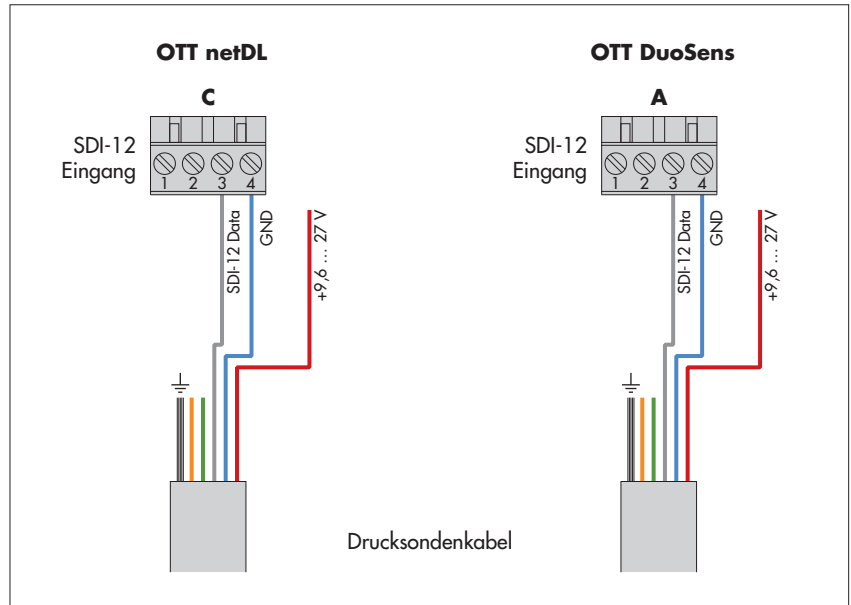 OTT netDL
C
SDI-12
Eingang
1 2 3 4
SDI-12 Data
GND
+9,6 ... 27 V
OTT DuoSens
A
SDI-12
Eingang
1 2 3 4
SDI-12 Data
GND
+9,6 ... 27 V
Drucksondenkabel